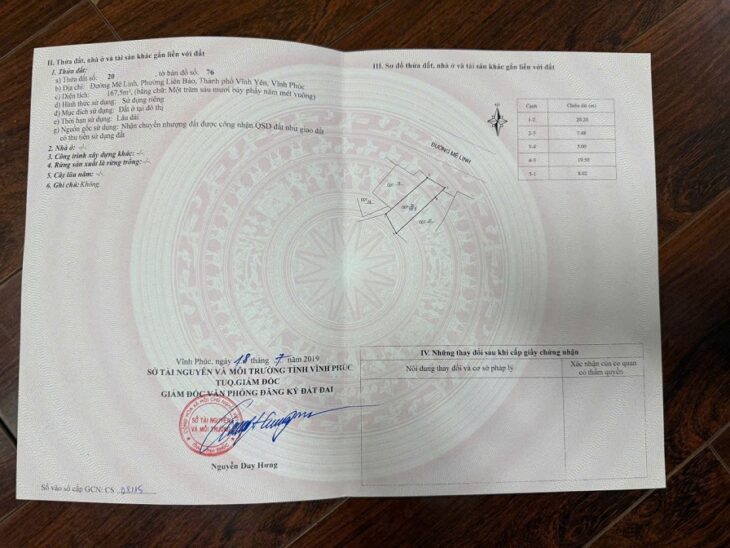 II. Thửa đất, nhà ở và tài sản khác gắn liền với đất
1. Thửa đất:
a) Thửa đất số: 20 , tờ bản đồ số: 76
b) Địa chỉ: Đường Mê Linh, Phường Liên Bảo, Thành phố Vĩnh Yên, Vĩnh Phúc
c) Diện tích: 167,5m², (bằng chữ: Một trăm sáu mươi bảy phẩy năm mét vuông)
d) Hình thức sử dụng: Sử dụng riêng
đ) Mục đích sử dụng: Đất ở tại đô thị
e) Thời hạn sử dụng: Lâu dài
g) Nguồn gốc sử dụng: Nhận chuyển nhượng đất được công nhận QSD đất như giao đất
có thu tiền sử dụng đất
2. Nhà ở: -/-
3. Công trình xây dựng khác: -/-
4. Rừng sản xuất là rừng trồng: -/-
5. Cây lâu năm: -/-
6. Ghi chú: Không.
Vĩnh Phúc, ngày 18 tháng 7 năm 2019
SỞ TÀI NGUYÊN VÀ MÔI TRƯỜNG TỈNH VĨNH PHÚC
TUQ.GIÁM ĐỐC
GIÁM ĐỐC VĂN PHÒNG ĐĂNG KÝ ĐẤT ĐAI
SỞ TÀI NGUYÊN
VÀ MÔI TRƯỜNG
Nguyễn Duy Hưng
Số vào sổ cấp GCN: CS 08115
III. Sơ đồ thửa đất, nhà ở và tài sản khác gắn liền với đất
Cạnh Chiều dài (m)
1-2 20.20
2-3 7.48
3-4 5.00
4-5 19.50
5-1 8.02
ĐƯỜNG MÊ LINH
IV. Những thay đổi sau khi cấp giấy chứng nhận
Nội dung thay đổi và cơ sở pháp lý
Xác nhận của cơ quan
có thẩm quyền